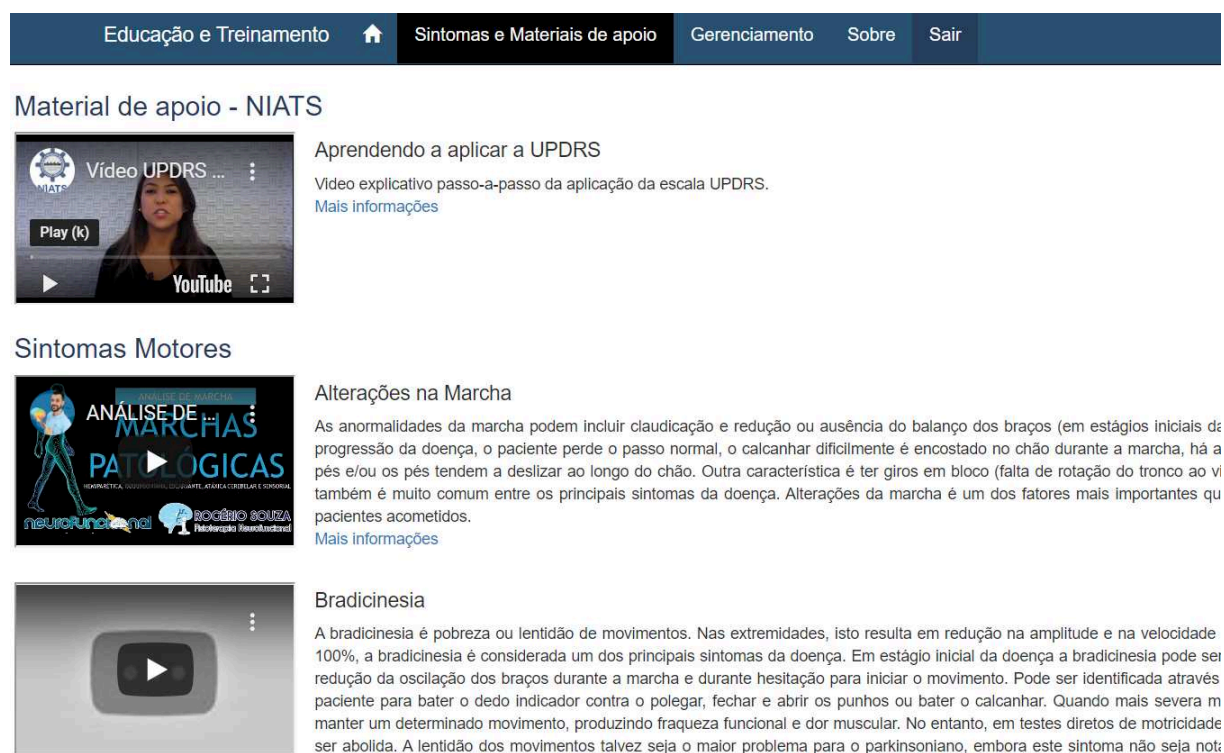 Educação e Treinamento Sintomas e Materiais de apoio Gerenciamento Sobre Sair
Material de apoio - NIATS
NIATS
Vídeo UPDRS ...
Play (k)
YouTube
Aprendendo a aplicar a UPDRS
Video explicativo passo-a-passo da aplicação da escala UPDRS.
Mais informações
Sintomas Motores
ANÁLISE DE MARCHA
ANÁLISE DE ...
MARCHAS
PATOLÓGICAS
neurofuncional
ROGÉRIO SOUZA
Fisioterapia Neurofuncional
Alterações na Marcha
As anormalidades da marcha podem incluir claudicação e redução ou ausência do balanço dos braços (em estágios iniciais da
progressão da doença, o paciente perde o passo normal, o calcanhar dificilmente é encostado no chão durante a marcha, há a
pés e/ou os pés tendem a deslizar ao longo do chão. Outra característica é ter giros em bloco (falta de rotação do tronco ao vi
também é muito comum entre os principais sintomas da doença. Alterações da marcha é um dos fatores mais importantes qu
pacientes acometidos.
Mais informações
Bradicinesia
A bradicinesia é pobreza ou lentidão de movimentos. Nas extremidades, isto resulta em redução na amplitude e na velocidade
100%, a bradicinesia é considerada um dos principais sintomas da doença. Em estágio inicial da doença a bradicinesia pode ser
redução da oscilação dos braços durante a marcha e durante hesitação para iniciar o movimento. Pode ser identificada através
paciente para bater o dedo indicador contra o polegar, fechar e abrir os punhos ou bater o calcanhar. Quando mais severa m
manter um determinado movimento, produzindo fraqueza funcional e dor muscular. No entanto, em testes diretos de motricidade
ser abolida. A lentidão dos movimentos talvez seja o maior problema para o parkinsoniano, embora este sintoma não seja nota